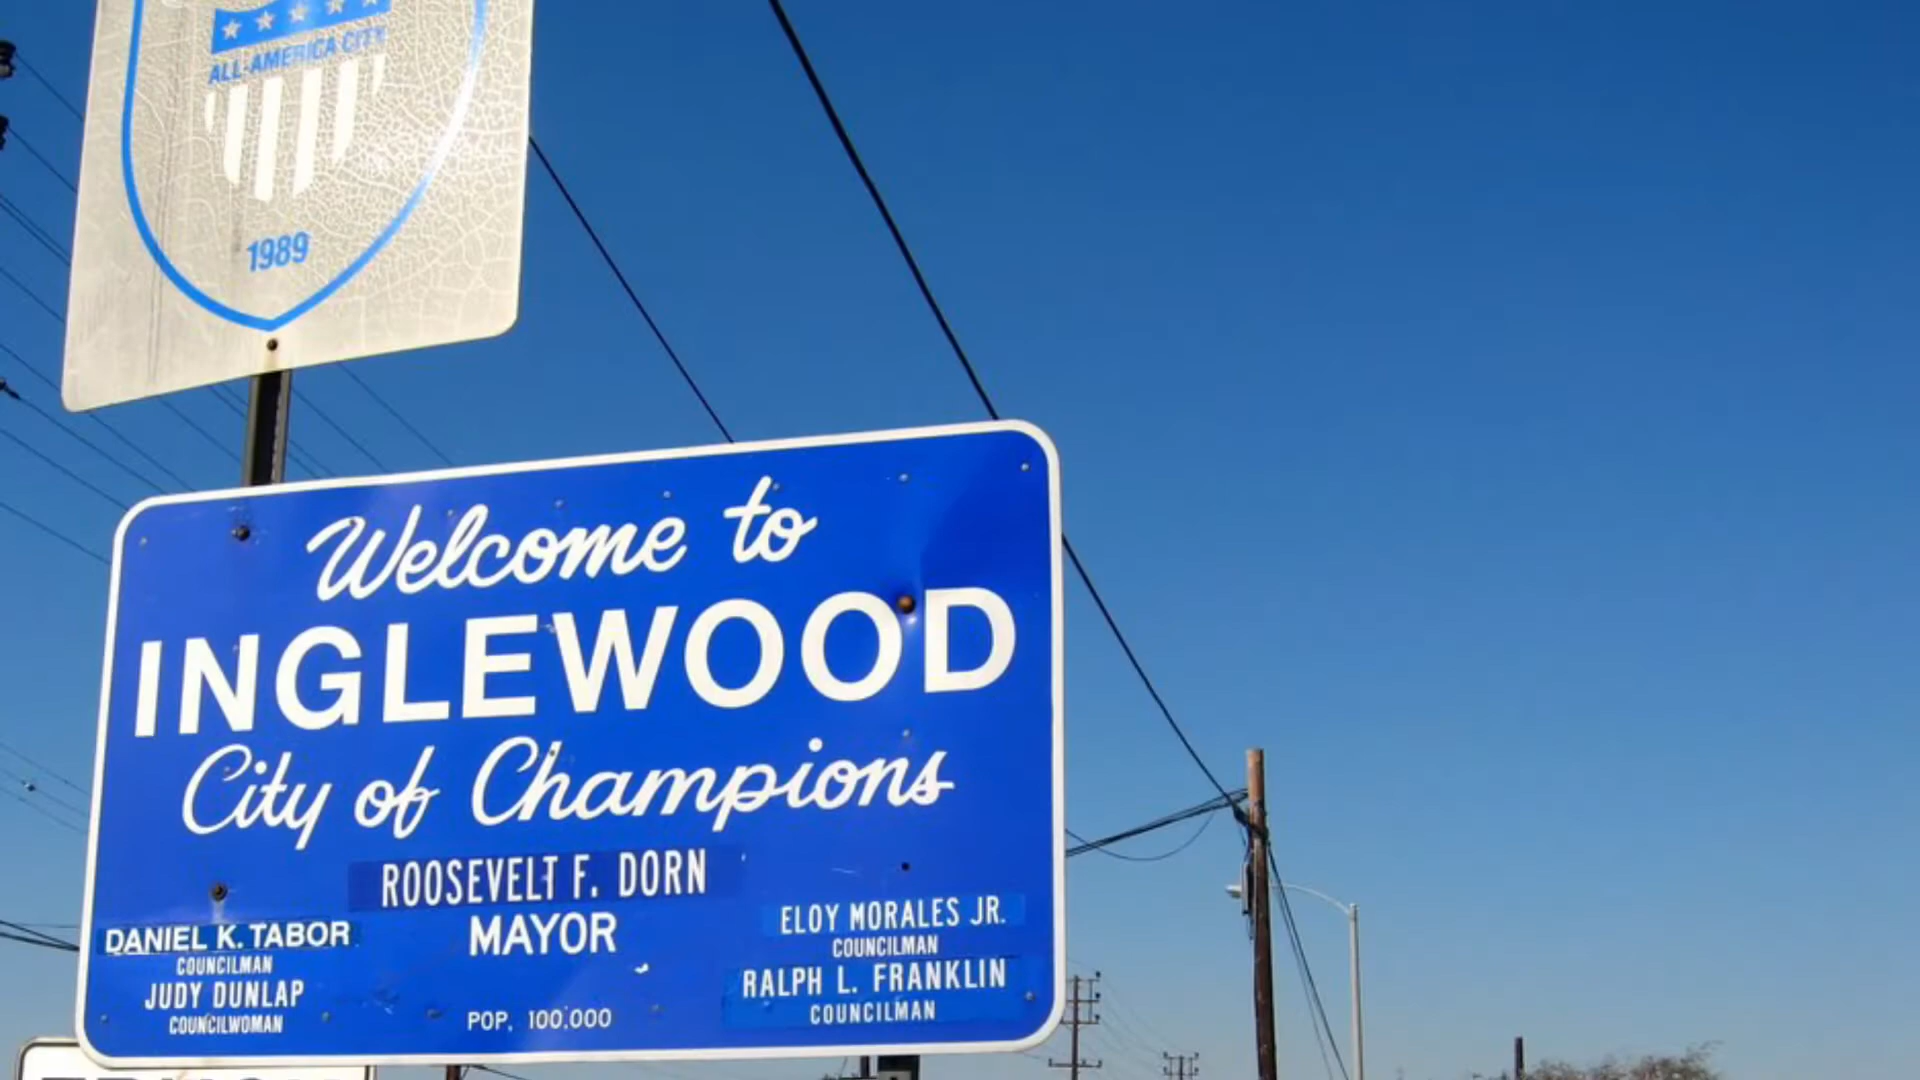 ALL-AMERICA CITY
1989
Welcome to
INGLEWOOD
City of Champions
ROOSEVELT F. DORN
MAYOR
DANIEL K. TABOR
COUNCILMAN
JUDY DUNLAP
COUNCILWOMAN
ELOY MORALES JR.
COUNCILMAN
RALPH L. FRANKLIN
COUNCILMAN
POP. 100,000